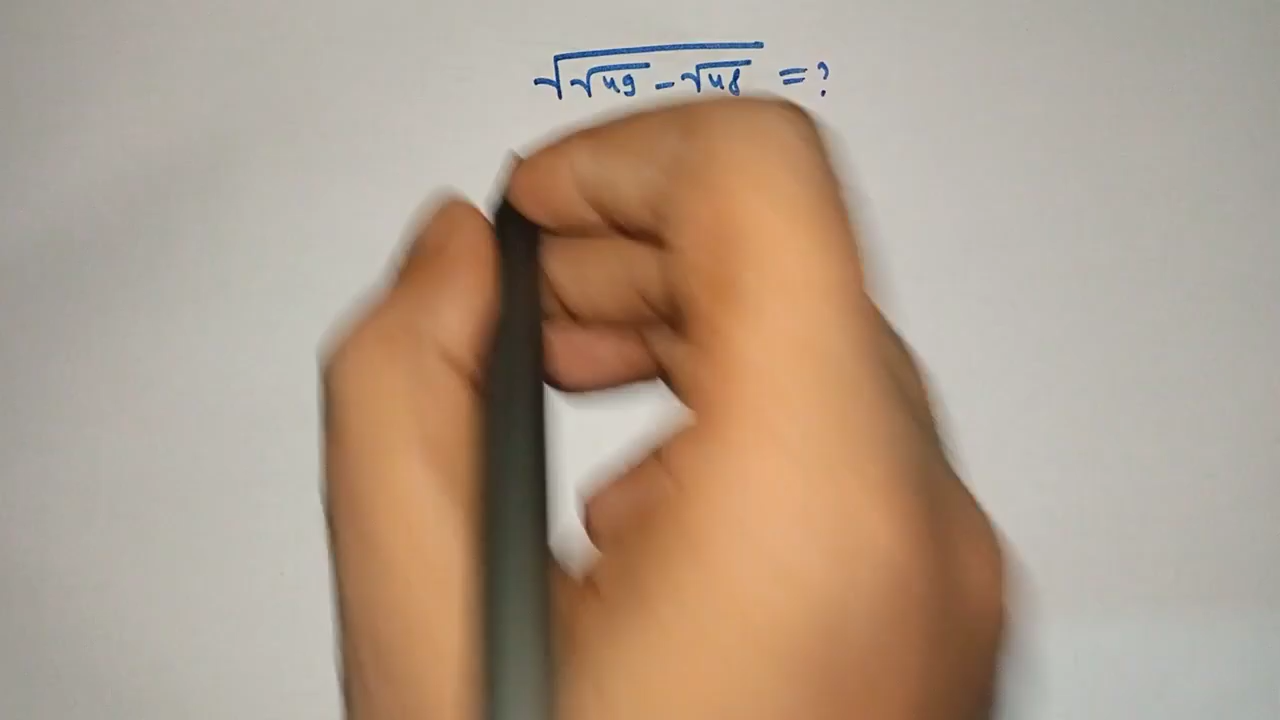 √(√49 - √48) = ?